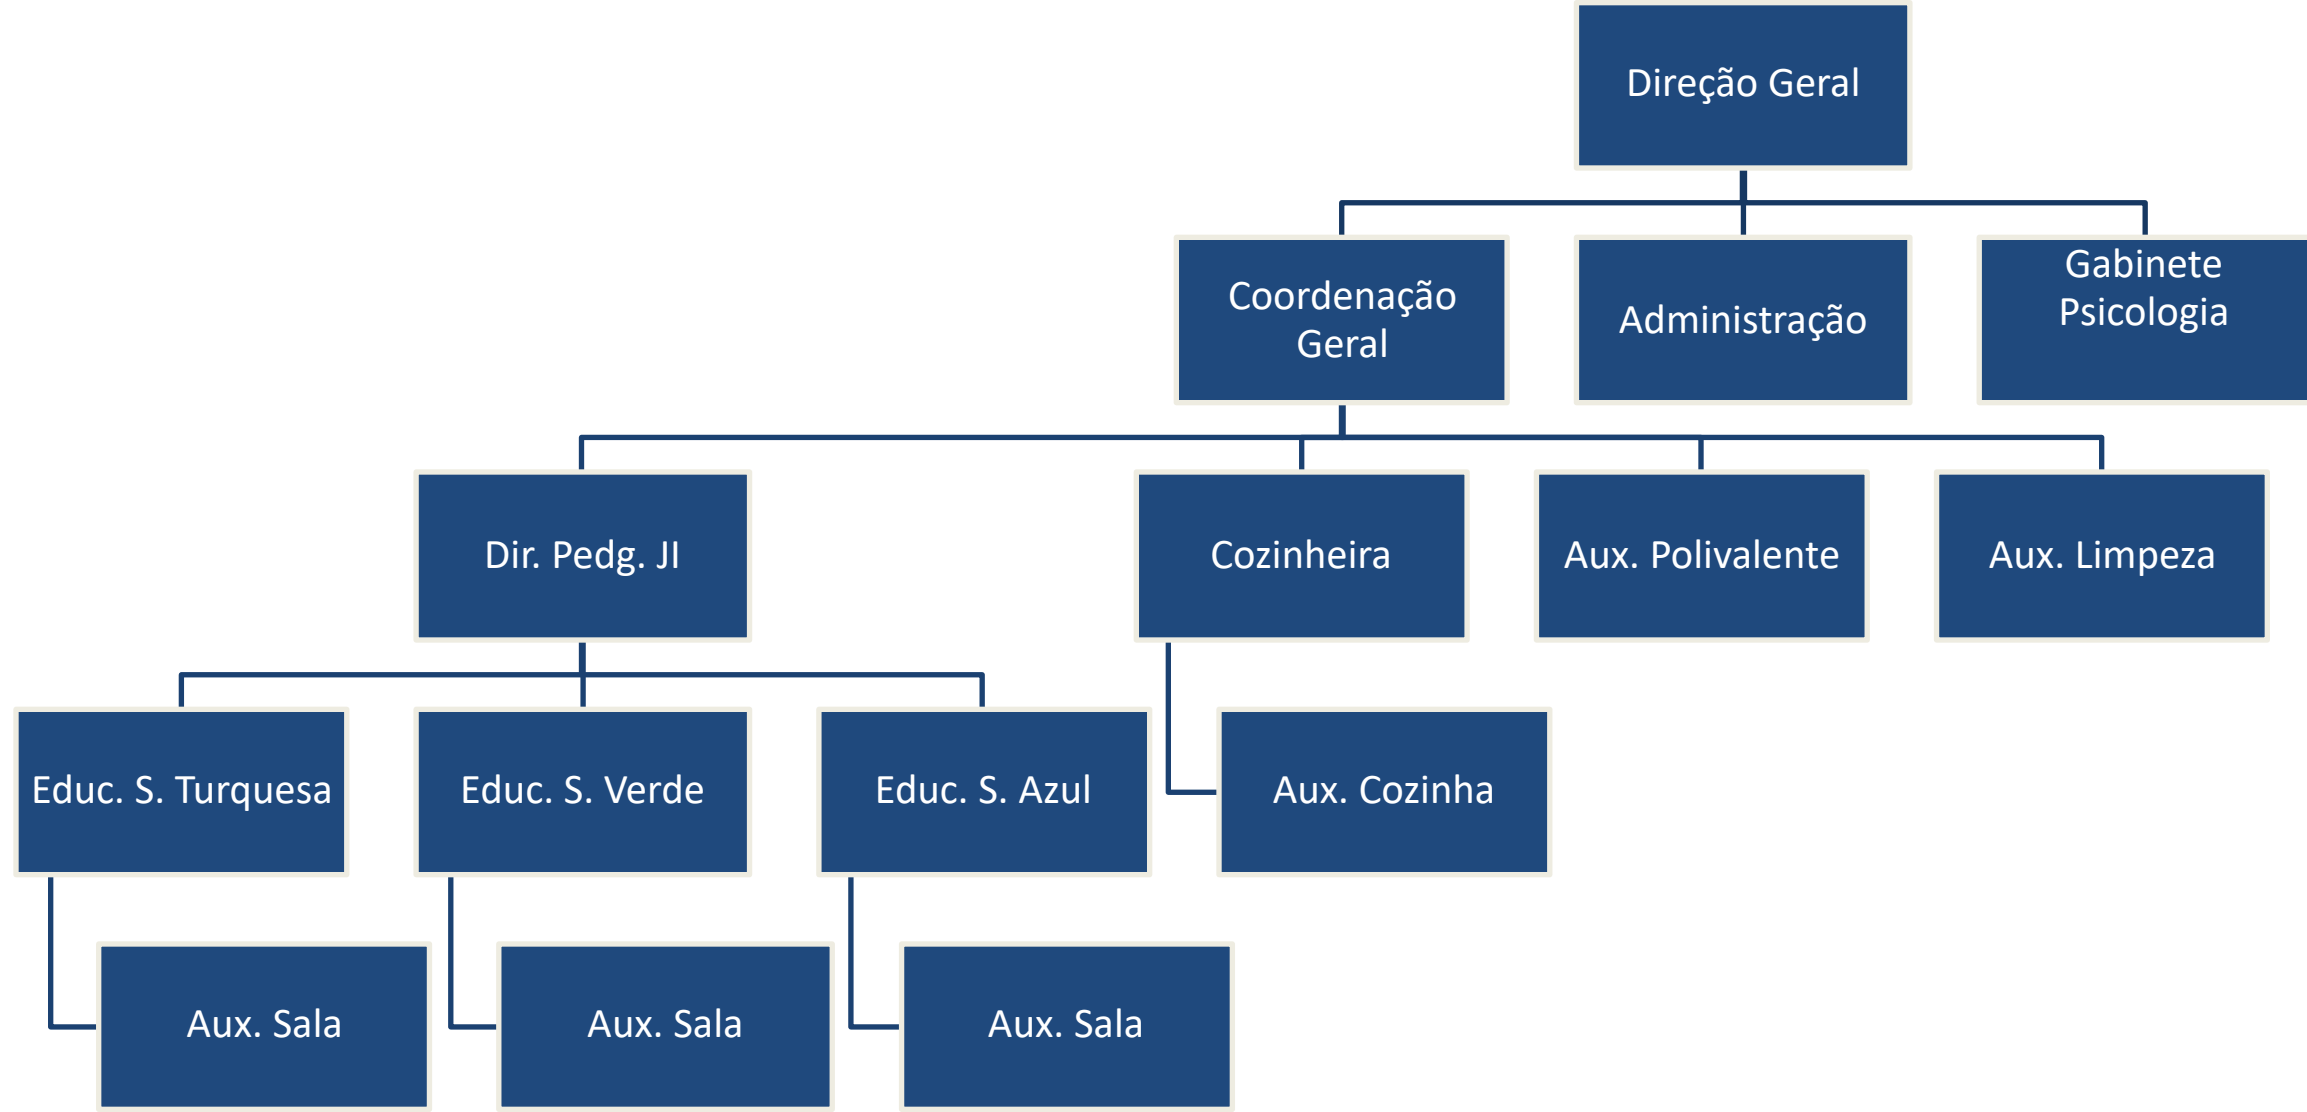 Direção Geral
Coordenação
Geral
Administração
Gabinete
Psicologia
Dir. Pedg. JI
Cozinheira
Aux. Polivalente
Aux. Limpeza
Educ. S. Turquesa
Educ. S. Verde
Educ. S. Azul
Aux. Cozinha
Aux. Sala
Aux. Sala
Aux. Sala